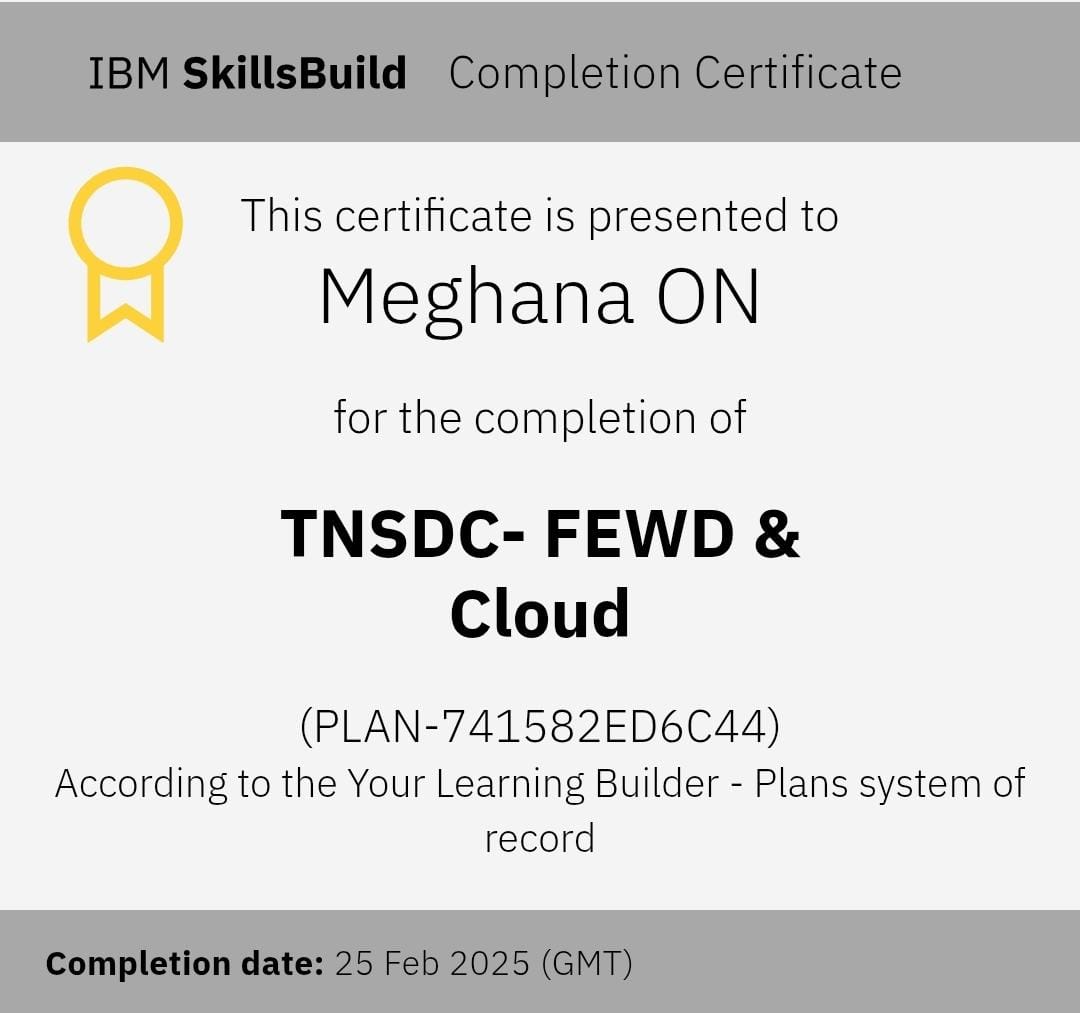 IBM SkillsBuild Completion Certificate
This certificate is presented to
Meghana ON
for the completion of
TNSDC- FEWD &
Cloud
(PLAN-741582ED6C44)
According to the Your Learning Builder - Plans system of
record
Completion date: 25 Feb 2025 (GMT)